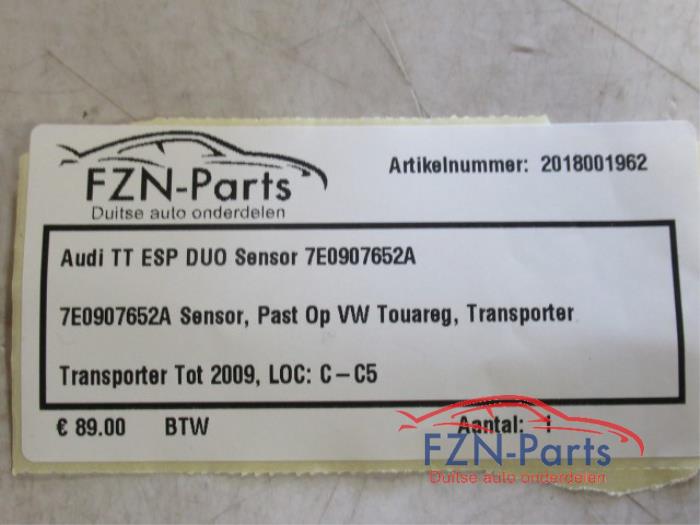 FZN-Parts
Duitse auto onderdelen
Artikelnummer: 2018001962
Audi TT ESP DUO Sensor 7E0907652A
7E0907652A Sensor, Past Op VW Touareg, Transporter
Transporter Tot 2009, LOC: C-C5
€ 89.00 BTW Aantal: 1
FZN-Parts
Duitse auto onderdelen